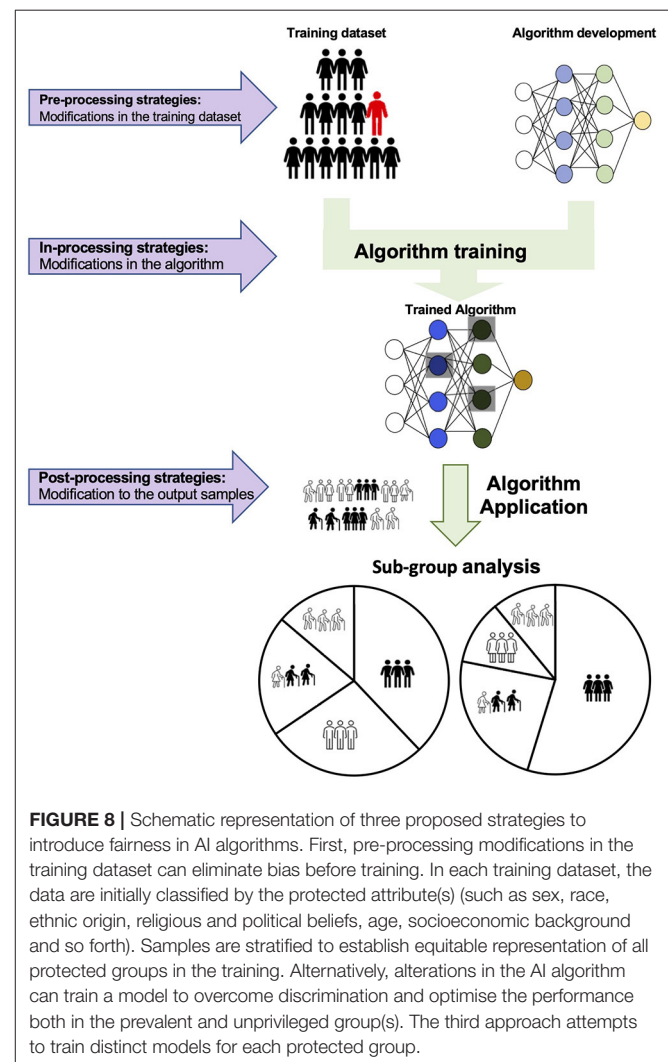 Training dataset
Algorithm development
Pre-processing strategies:
Modifications in the training dataset
In-processing strategies:
Modifications in the algorithm
Algorithm training
Trained Algorithm
Post-processing strategies:
Modification to the output samples
Algorithm
Application
Sub-group analysis
FIGURE 8 | Schematic representation of three proposed strategies to
introduce fairness in AI algorithms. First, pre-processing modifications in the
training dataset can eliminate bias before training. In each training dataset, the
data are initially classified by the protected attribute(s) (such as sex, race,
ethnic origin, religious and political beliefs, age, socioeconomic background
and so forth). Samples are stratified to establish equitable representation of all
protected groups in the training. Alternatively, alterations in the AI algorithm
can train a model to overcome discrimination and optimise the performance
both in the prevalent and unprivileged group(s). The third approach attempts
to train distinct models for each protected group.